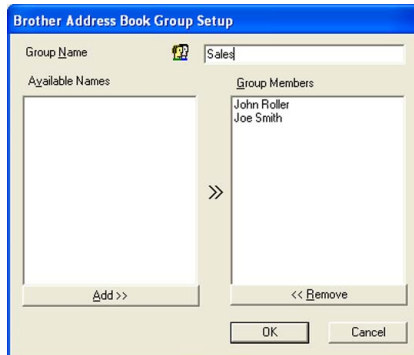 Brother Address Book Group Setup
Group Name
Sales
Available Names
Group Members
John Roller
Joe Smith
>>
Add >>
<< Remove
OK
Cancel